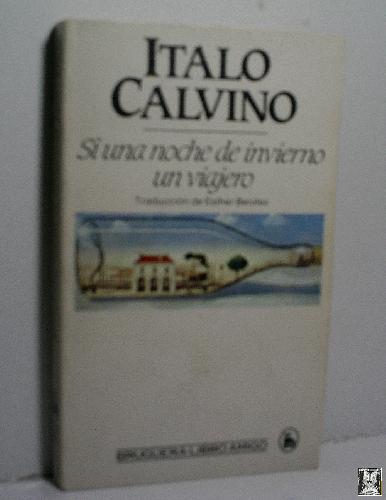 ITALO
CALVINO
Si una noche de invierno
un viajero
Traducción de Esther Benítez
BRUGUERA LIBRO AMIGO